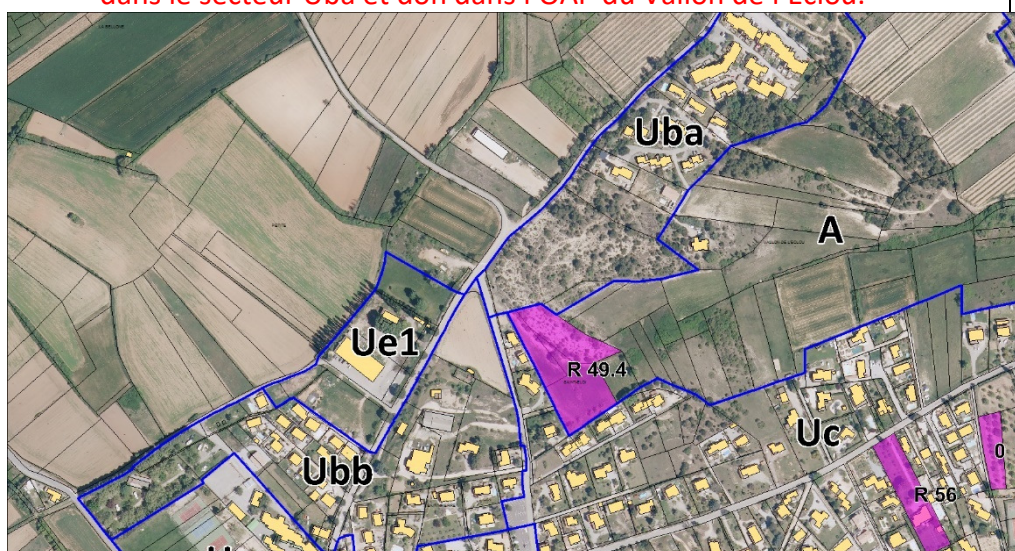 dans le secteur Uba et don dans l'OAP du Vallon de l'Eclou.
Uba
A
Ue1
R 49.4
Uc
Ubb
0
R 56